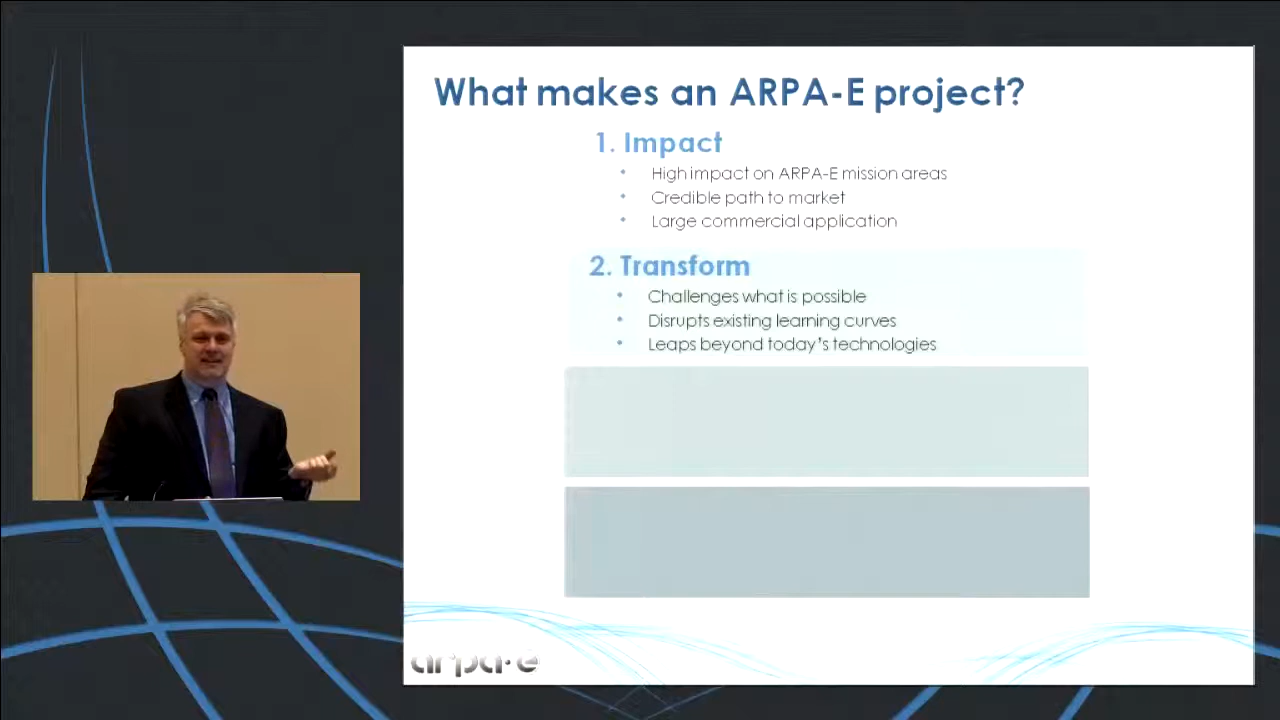 What makes an ARPA-E project?
1. Impact
• High impact on ARPA-E mission areas
• Credible path to market
• Large commercial application
2. Transform
• Challenges what is possible
• Disrupts existing learning curves
• Leaps beyond today's technologies
arpa·e